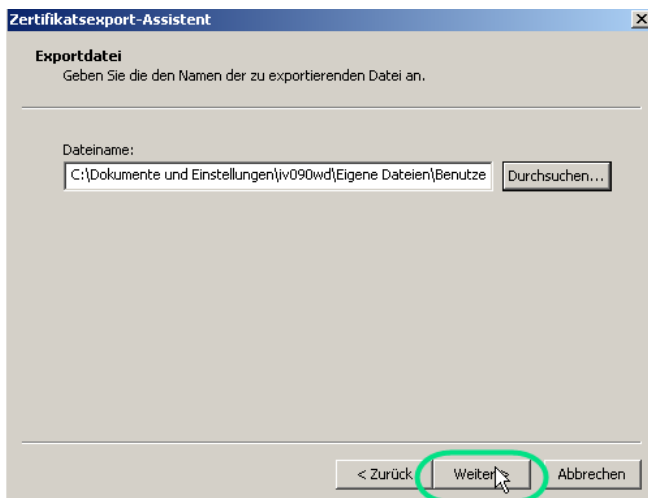 Zertifikatsexport-Assistent
Exportdatei
Geben Sie die den Namen der zu exportierenden Datei an.
Dateiname:
C:\Dokumente und Einstellungen\iv090wd\Eigene Dateien\Benutze
Durchsuchen...
< Zurück
Weiter >
Abbrechen